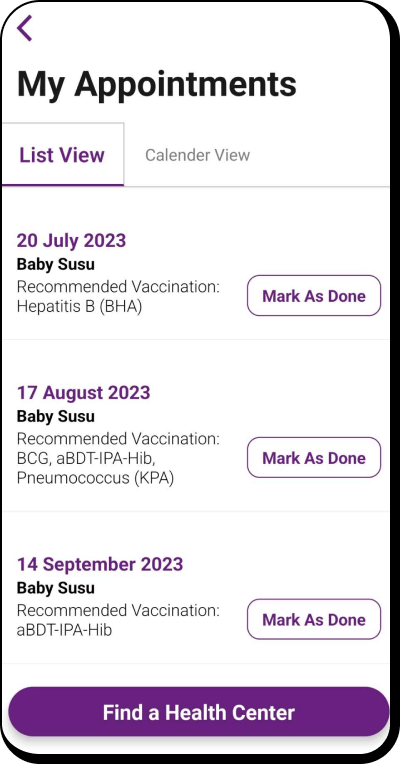 My Appointments
List View
Calender View
20 July 2023
Baby Susu
Recommended Vaccination:
Hepatitis B (BHA)
Mark As Done
17 August 2023
Baby Susu
Recommended Vaccination:
BCG, aBDT-IPA-Hib,
Pneumococcus (KPA)
Mark As Done
14 September 2023
Baby Susu
Recommended Vaccination:
aBDT-IPA-Hib
Mark As Done
Find a Health Center